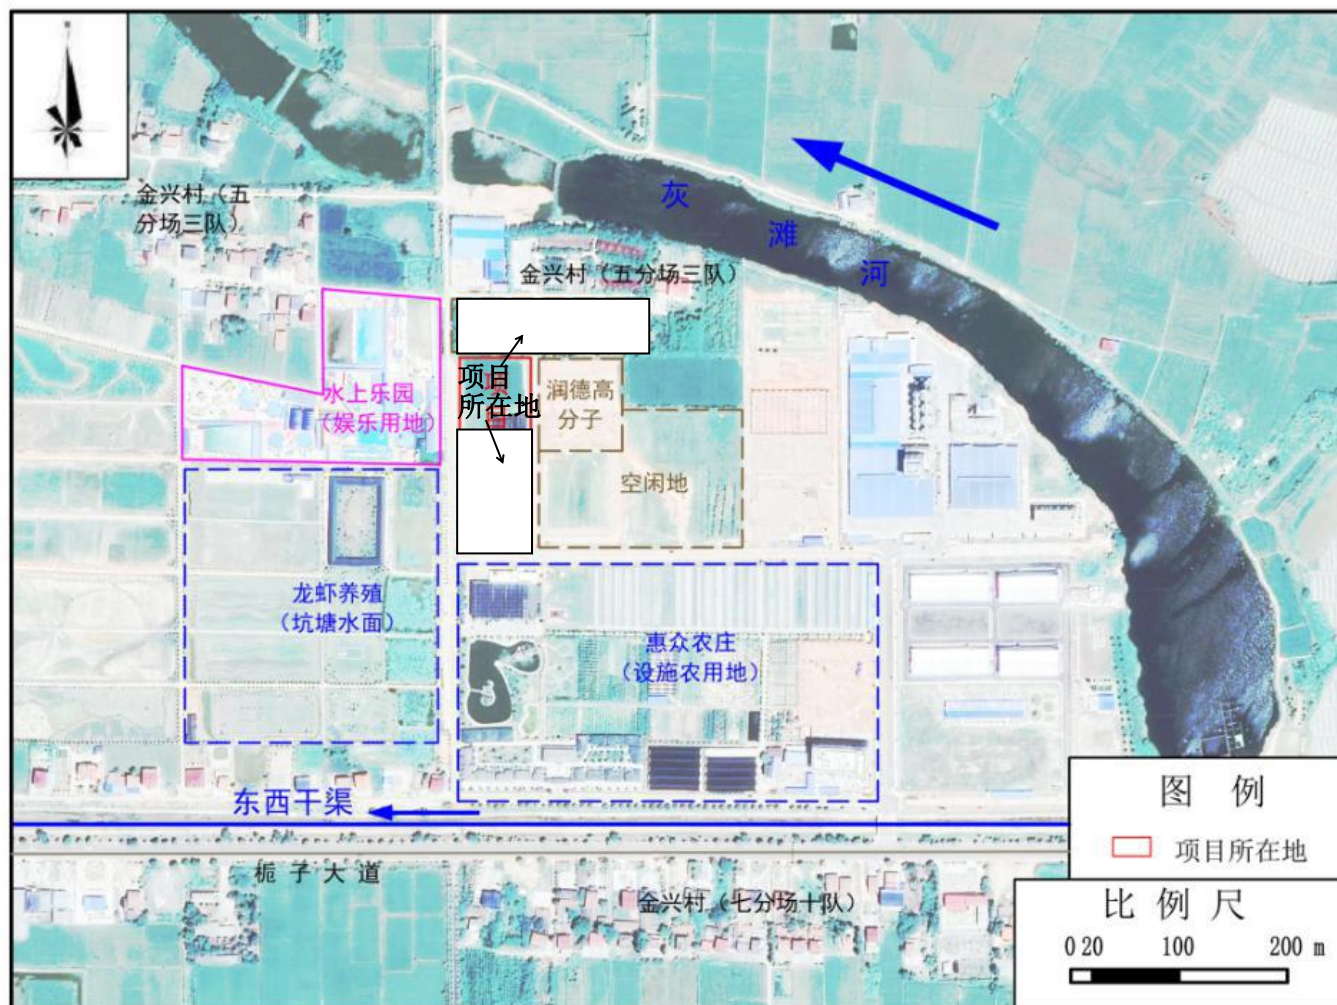 金兴村（五
分场三队）
灰
滩
河
金兴村（五分场三队）
项目
所在地
润德高
分子
水上乐园
（娱乐用地）
空闲地
龙虾养殖
（坑塘水面）
惠众农庄
（设施农用地）
东西干渠
栀子大道
金兴村（七分场十队）
图 例
项目所在地
比 例 尺
0 20 100 200 m